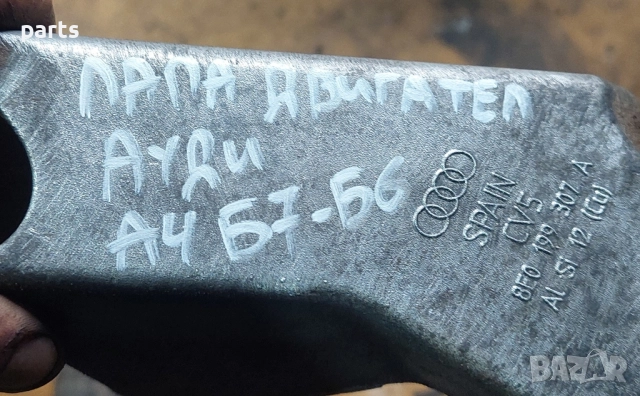 parts
ЛАПА ДВИГАТЕЛ
АУДИ
А4 Б7-Б6
SPAIN
CV5
8E0 199 307 A
AL Si 12 (Cu)
BAZAR